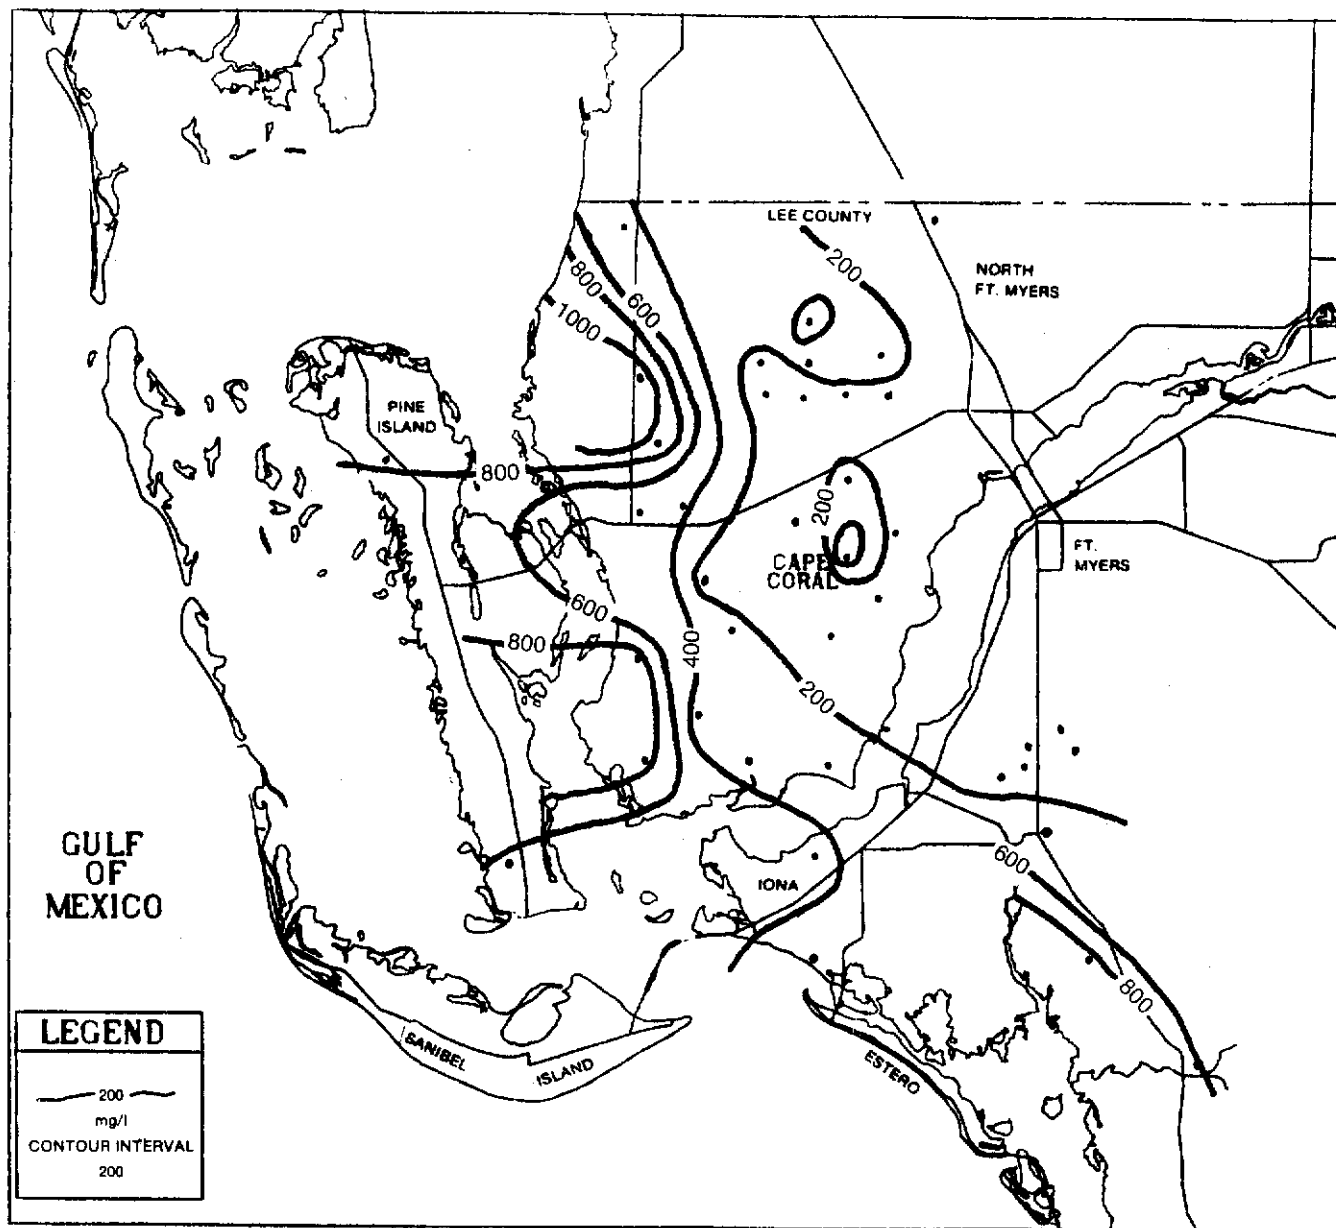 LEE COUNTY
200
NORTH
FT. MYERS
800
600
1000
PINE
ISLAND
800
200
FT.
MYERS
CAPE
CORAL
600
800
400
200
GULF
OF
MEXICO
600
IONA
800
LEGEND
200
mg/l
CONTOUR INTERVAL
200
SANIBEL
ISLAND
ESTERO